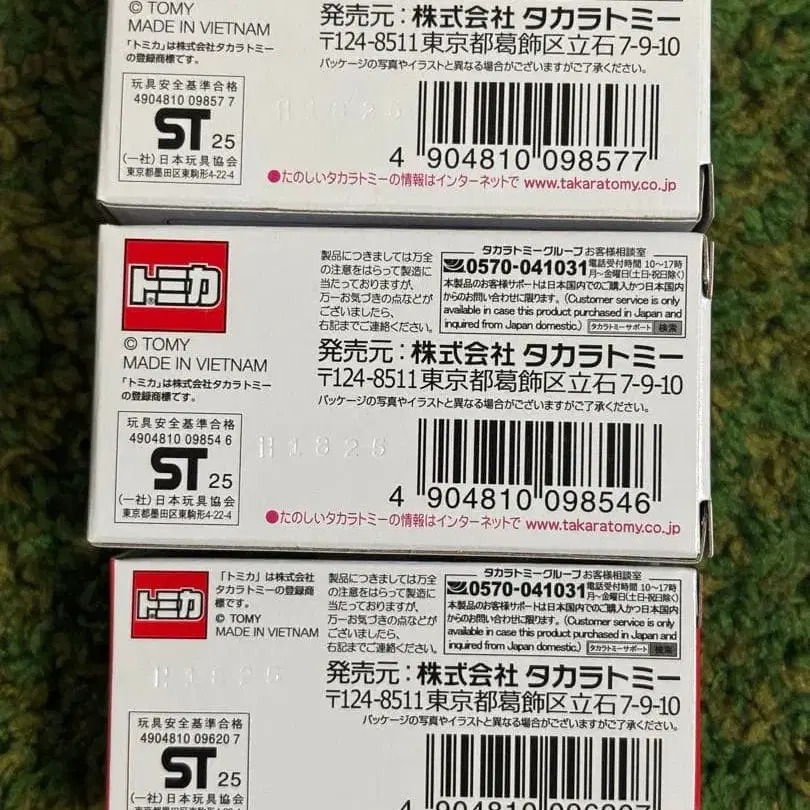 © TOMY
MADE IN VIETNAM
「トミカ」は株式会社タカラトミー
の登録商標です。
発売元：株式会社 タカラトミー
〒124-8511東京都葛飾区立石7-9-10
パッケージの写真やイラストと異なる場合がございますがご了承ください。
玩具安全基準合格
4904810 09857 7
ST 25
(一社)日本玩具協会
東京都墨田区東駒形4-22-4
H1825
4 904810 098577
●たのしいタカラトミーの情報はインターネットで www.takaratomy.co.jp
トミカ®
© TOMY
MADE IN VIETNAM
「トミカ」は株式会社タカラトミー
の登録商標です。
製品につきましては万全
の注意をはらって製造に
当たっておりますが、
万一お気づきの点などが
ございましたら、
右記までご連絡ください。
タカラトミーグループ お客様相談室
0570-041031 電話受付時間 10〜17時
月〜金曜日(土日・祝日除く)
本製品のお客様サポートは日本国内でのご購入かつ日本国内
からのお問い合わせに限ります。(Customer service is only
available in case this product purchased in Japan and
inquired from Japan domestic.) タカラトミーサポート 検索
発売元：株式会社 タカラトミー
〒124-8511東京都葛飾区立石7-9-10
パッケージの写真やイラストと異なる場合がございますがご了承ください。
玩具安全基準合格
4904810 09854 6
ST 25
(一社)日本玩具協会
東京都墨田区東駒形4-22-4
H1825
4 904810 098546
●たのしいタカラトミーの情報はインターネットで www.takaratomy.co.jp
トミカ
「トミカ」は株式会社
タカラトミーの登録商
標です。
© TOMY
MADE IN VIETNAM
製品につきましては万全
の注意をはらって製造に
当たっておりますが、
万一お気づきの点などが
ございましたら、
右記までご連絡ください。
タカラトミーグループ お客様相談室
0570-041031 電話受付時間 10〜17時
月〜金曜日(土日・祝日除く)
本製品のお客様サポートは日本国内でのご購入かつ日本国内
からのお問い合わせに限ります。(Customer service is only
available in case this product purchased in Japan and
inquired from Japan domestic.) タカラトミーサポート 検索
発売元：株式会社 タカラトミー
〒124-8511東京都葛飾区立石7-9-10
パッケージの写真やイラストと異なる場合がございますがご了承ください。
玩具安全基準合格
4904810 09620 7
ST 25
(一社)日本玩具協会